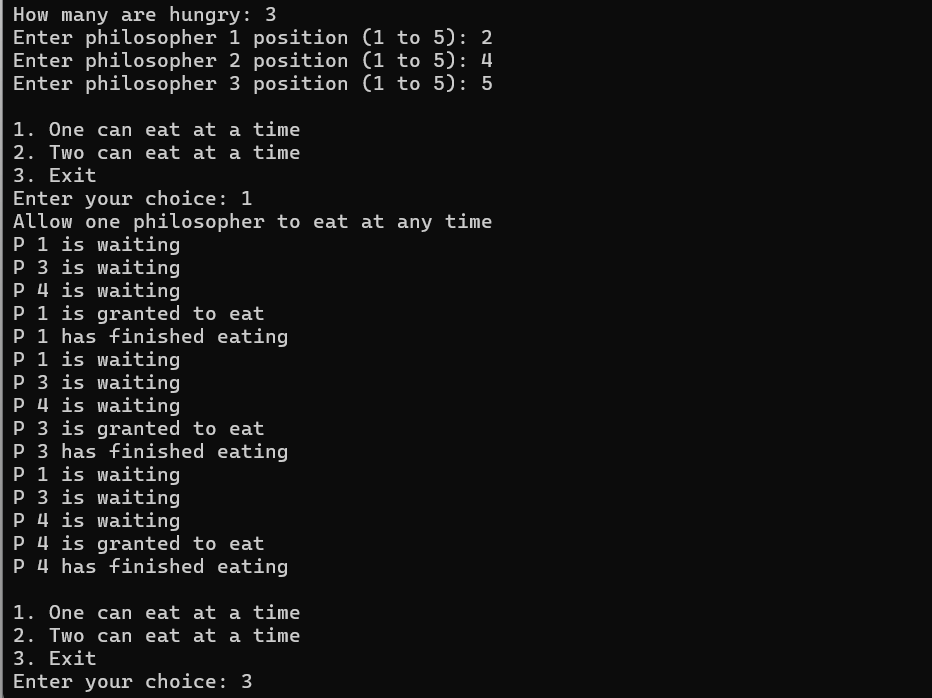 How many are hungry: 3
Enter philosopher 1 position (1 to 5): 2
Enter philosopher 2 position (1 to 5): 4
Enter philosopher 3 position (1 to 5): 5

1. One can eat at a time
2. Two can eat at a time
3. Exit
Enter your choice: 1
Allow one philosopher to eat at any time
P 1 is waiting
P 3 is waiting
P 4 is waiting
P 1 is granted to eat
P 1 has finished eating
P 1 is waiting
P 3 is waiting
P 4 is waiting
P 3 is granted to eat
P 3 has finished eating
P 1 is waiting
P 3 is waiting
P 4 is waiting
P 4 is granted to eat
P 4 has finished eating

1. One can eat at a time
2. Two can eat at a time
3. Exit
Enter your choice: 3